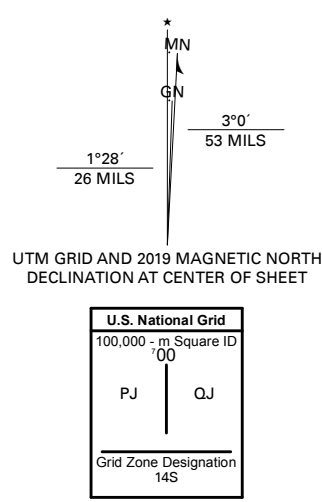 ★
MN
GN
3°0´
53 MILS
1°28´
26 MILS
UTM GRID AND 2019 MAGNETIC NORTH
DECLINATION AT CENTER OF SHEET
U.S. National Grid
100,000 - m Square ID
⁷00
PJ QJ
Grid Zone Designation
14S